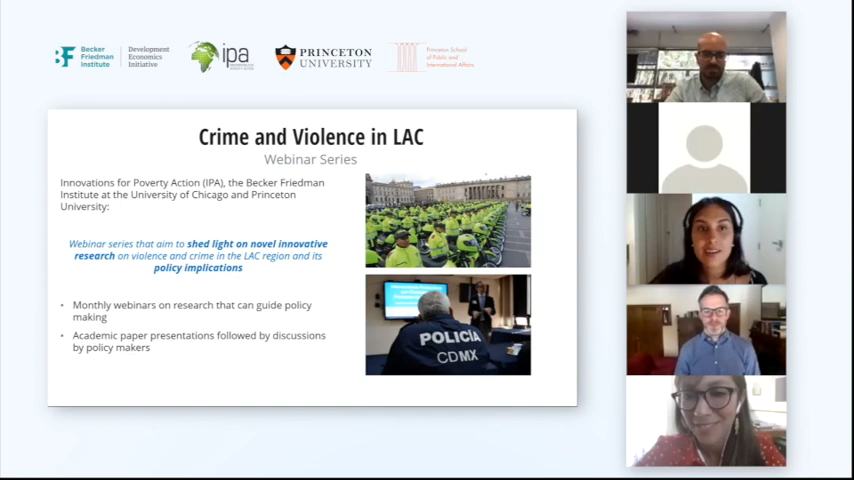 Becker
Friedman
Institute
Development
Economics
Initiative
ipa
PRINCETON
UNIVERSITY
Princeton School
of Public and
International Affairs
Crime and Violence in LAC
Webinar Series
Innovations for Poverty Action (IPA), the Becker Friedman
Institute at the University of Chicago and Princeton
University:
Webinar series that aim to shed light on novel innovative
research on violence and crime in the LAC region and its
policy implications
• Monthly webinars on research that can guide policy
making
• Academic paper presentations followed by discussions
by policy makers
POLICÍA
CDMX